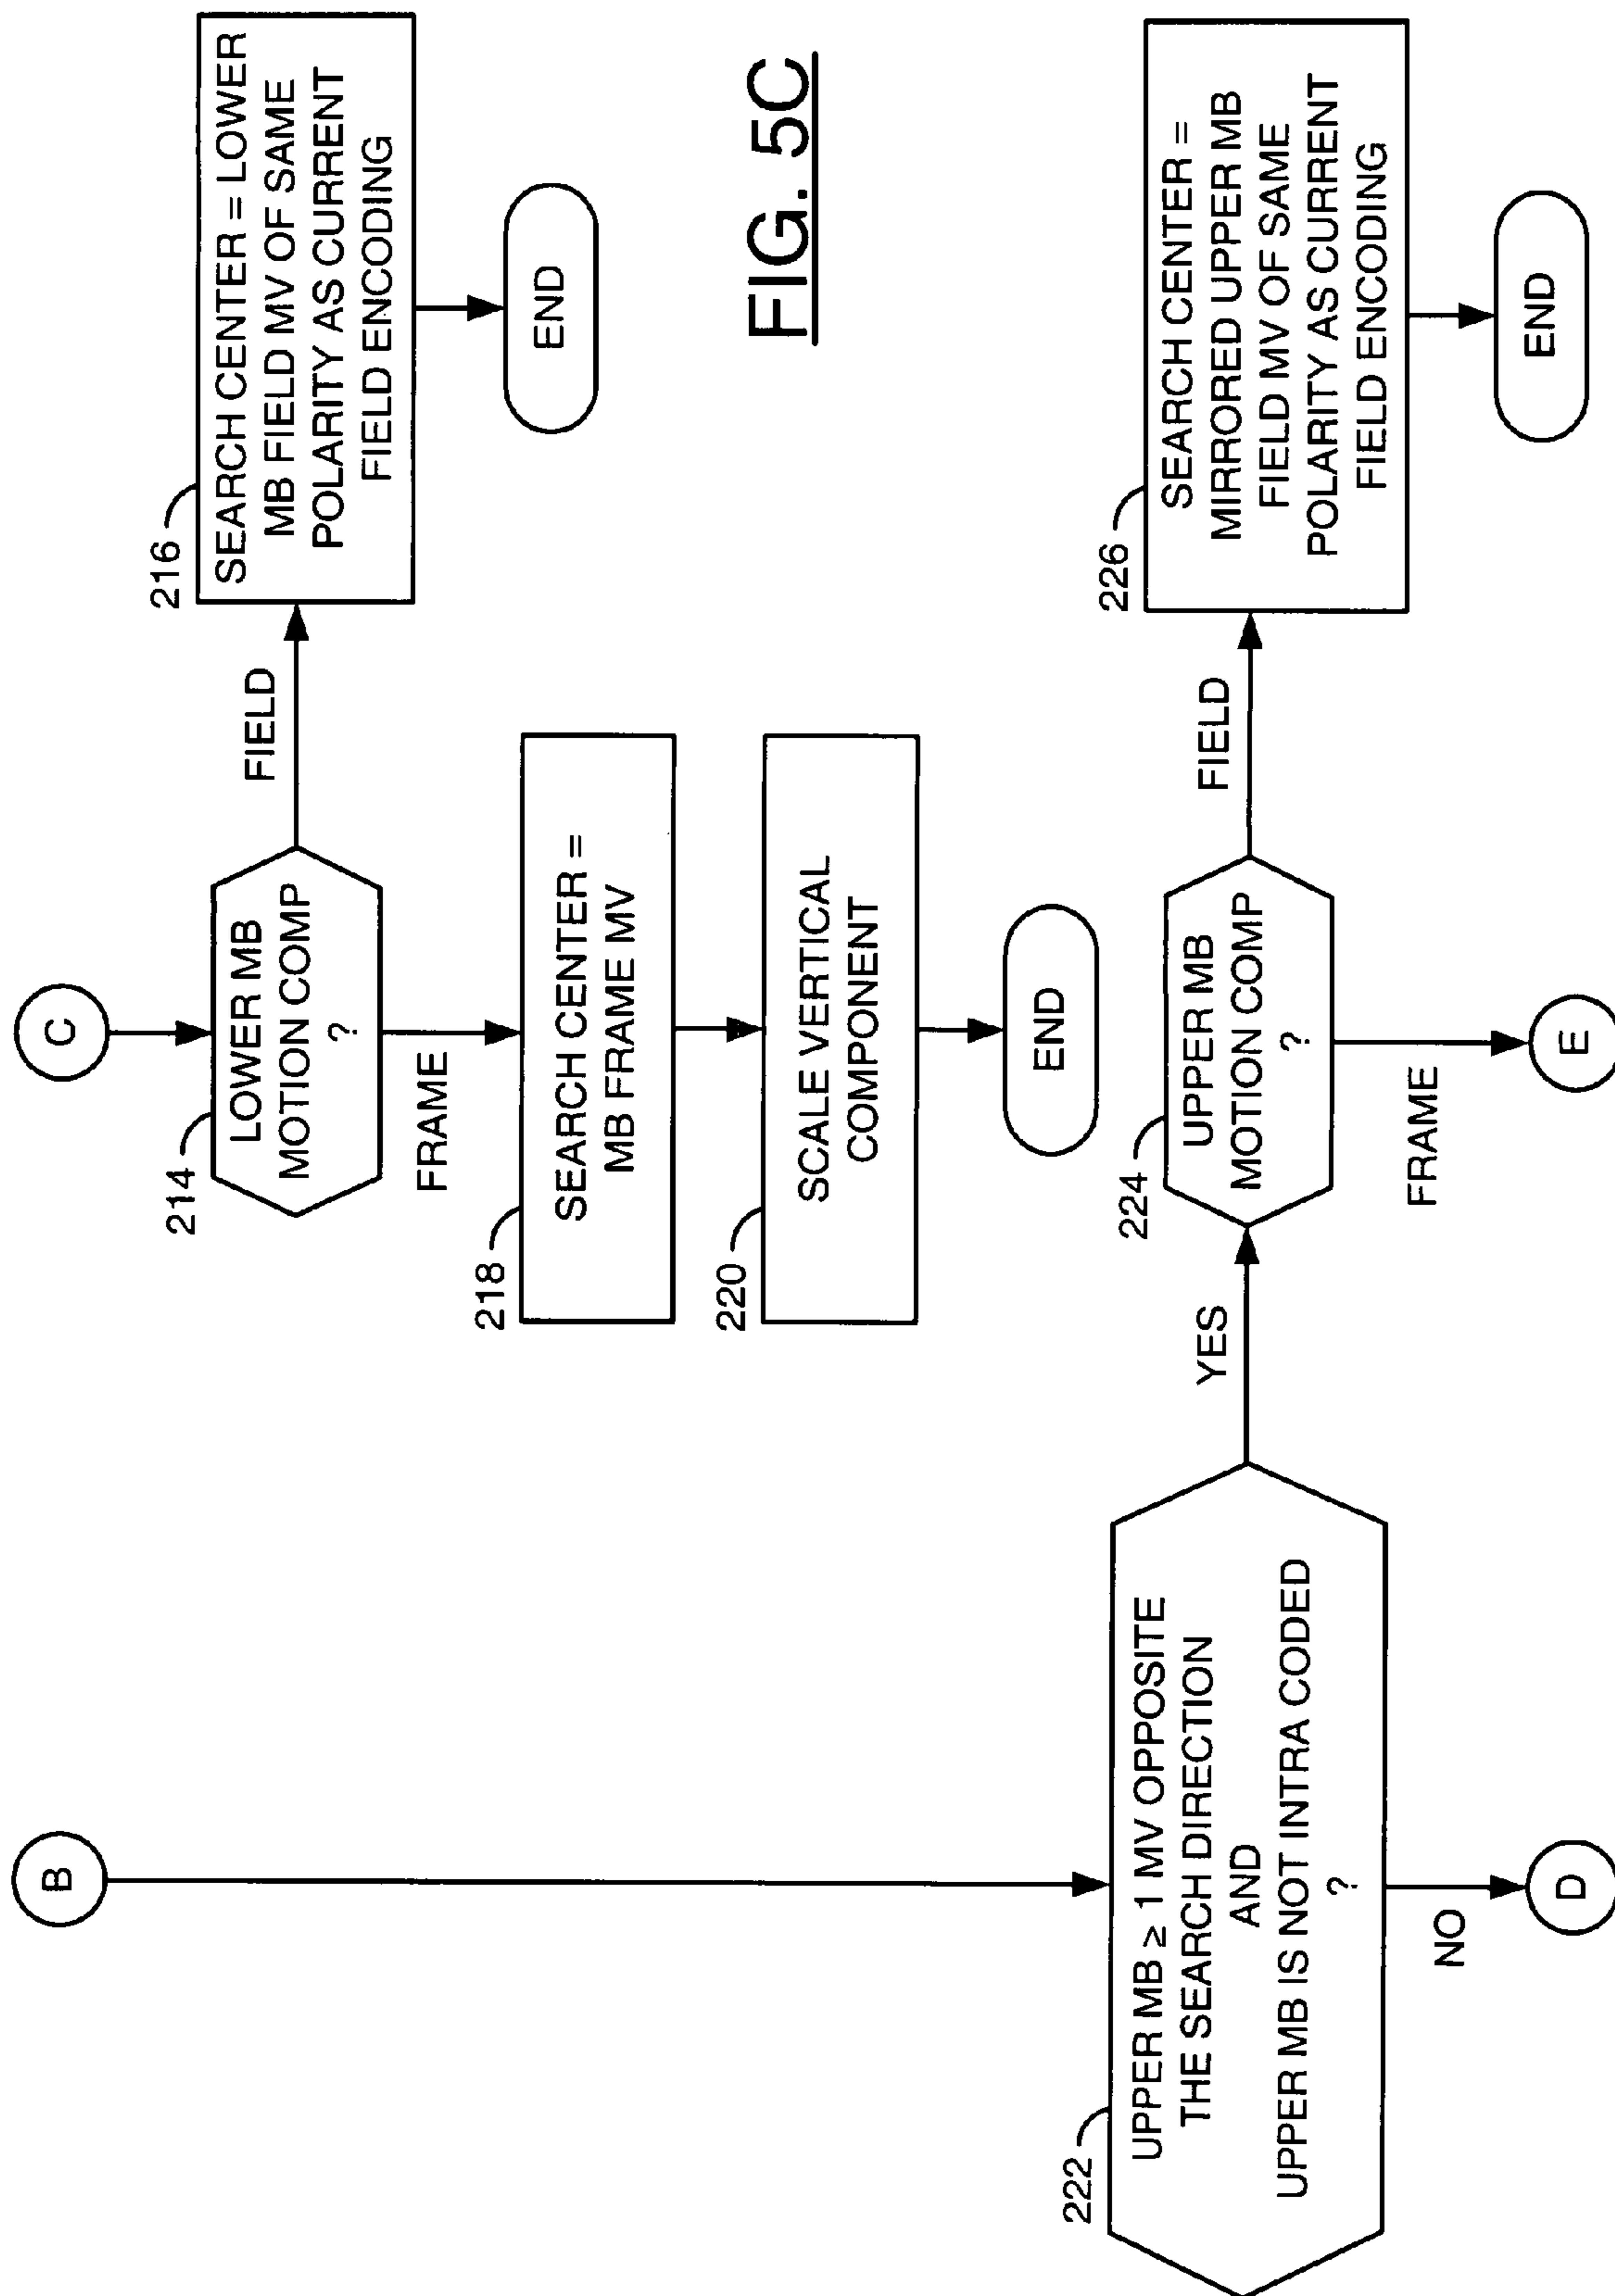 B
C
214
LOWER MB
MOTION COMP
?
FIELD
216
SEARCH CENTER = LOWER
MB FIELD MV OF SAME
POLARITY AS CURRENT
FIELD ENCODING
END
FRAME
218
SEARCH CENTER =
MB FRAME MV
220
SCALE VERTICAL
COMPONENT
END
FIG. 5C
222
UPPER MB ≥ 1 MV OPPOSITE
THE SEARCH DIRECTION
AND
UPPER MB IS NOT INTRA CODED
?
YES
NO
D
224
UPPER MB
MOTION COMP
?
FIELD
FRAME
E
226
SEARCH CENTER =
MIRRORED UPPER MB
FIELD MV OF SAME
POLARITY AS CURRENT
FIELD ENCODING
END